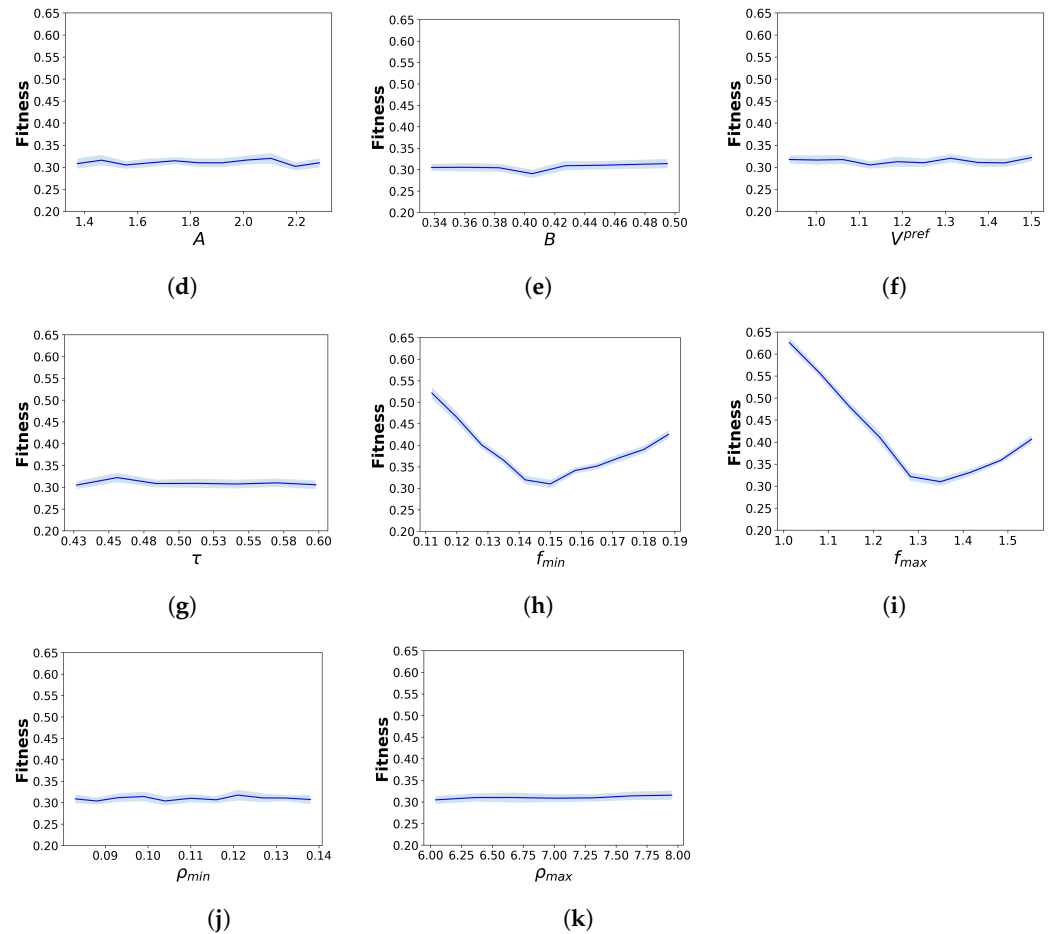 0.65
0.60
0.55
0.50
0.45
0.40
0.35
0.30
0.25
0.20
Fitness
1.4 1.6 1.8 2.0 2.2
A
(d)
0.65
0.60
0.55
0.50
0.45
0.40
0.35
0.30
0.25
0.20
Fitness
0.34 0.36 0.38 0.40 0.42 0.44 0.46 0.48 0.50
B
(e)
0.65
0.60
0.55
0.50
0.45
0.40
0.35
0.30
0.25
0.20
Fitness
1.0 1.1 1.2 1.3 1.4 1.5
V^pref
(f)
0.65
0.60
0.55
0.50
0.45
0.40
0.35
0.30
0.25
0.20
Fitness
0.43 0.45 0.48 0.50 0.53 0.55 0.58 0.60
τ
(g)
0.65
0.60
0.55
0.50
0.45
0.40
0.35
0.30
0.25
0.20
Fitness
0.11 0.12 0.13 0.14 0.15 0.16 0.17 0.18 0.19
f_min
(h)
0.65
0.60
0.55
0.50
0.45
0.40
0.35
0.30
0.25
0.20
Fitness
1.0 1.1 1.2 1.3 1.4 1.5
f_max
(i)
0.65
0.60
0.55
0.50
0.45
0.40
0.35
0.30
0.25
0.20
Fitness
0.09 0.10 0.11 0.12 0.13 0.14
ρ_min
(j)
0.65
0.60
0.55
0.50
0.45
0.40
0.35
0.30
0.25
0.20
Fitness
6.00 6.25 6.50 6.75 7.00 7.25 7.50 7.75 8.00
ρ_max
(k)